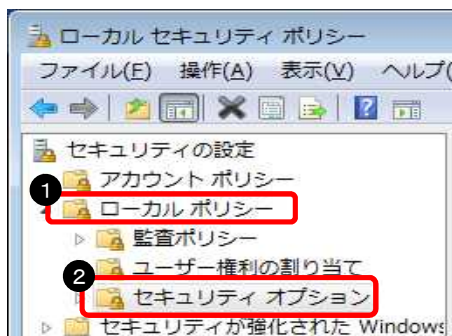 ローカル セキュリティ ポリシー
ファイル(F) 操作(A) 表示(V) ヘルプ(
セキュリティの設定
アカウント ポリシー
1
ローカル ポリシー
監査ポリシー
ユーザー権利の割り当て
2
セキュリティ オプション
セキュリティが強化された Windows